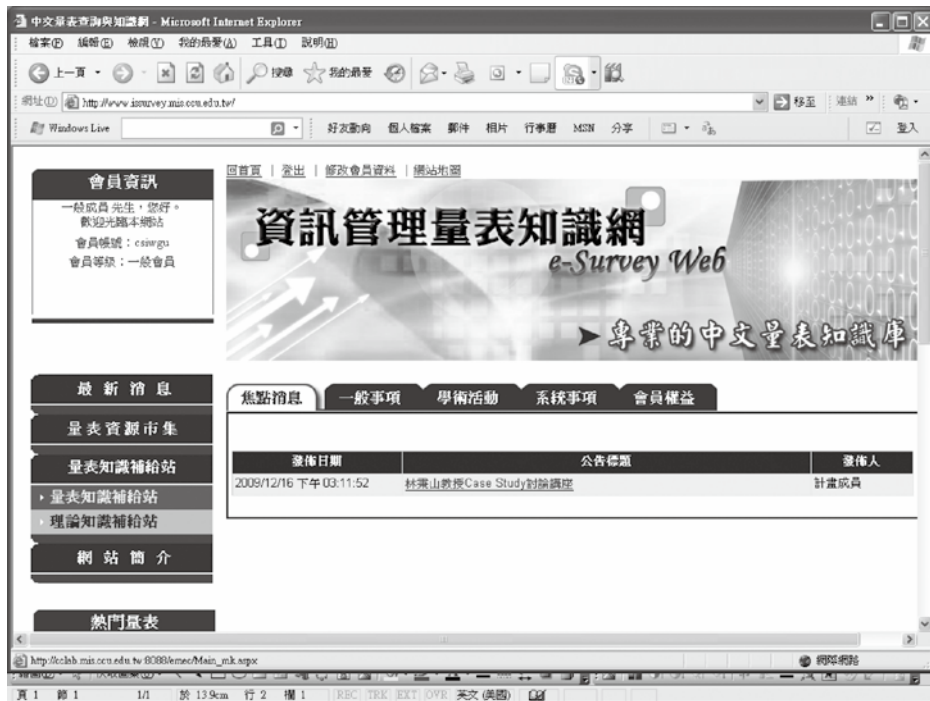 中文量表查詢與知識網 - Microsoft Internet Explorer
檔案(F) 編輯(E) 檢視(V) 我的最愛(A) 工具(T) 說明(H)
上一頁 搜尋 我的最愛
網址(D) http://www.issurvey.mis.ccu.edu.tw/ 移至 連結 »
Windows Live 好友動向 個人檔案 郵件 相片 行事曆 MSN 分享 登入
回首頁 | 登出 | 修改會員資料 | 網站地圖
會員資訊
一般成員 先生，您好。
歡迎光臨本網站
會員帳號：csiwgu
會員等級：一般會員
資訊管理量表知識網
e-Survey Web
➤ 專業的中文量表知識庫
最新消息
量表資源市集
量表知識補給站
量表知識補給站
理論知識補給站
網站簡介
熱門量表
焦點消息 一般事項 學術活動 系統事項 會員權益
發佈日期 公告標題 發佈人
2009/12/16 下午 03:11:52 林東山教授Case Study討論講座 計畫成員
http://cclab.mis.ccu.edu.tw:8088/emec/Main_mk.aspx 網際網路
頁 1 節 1 1/1 於 13.9cm 行 2 欄 1 REC TRK EXT OVR 英文 (美國)